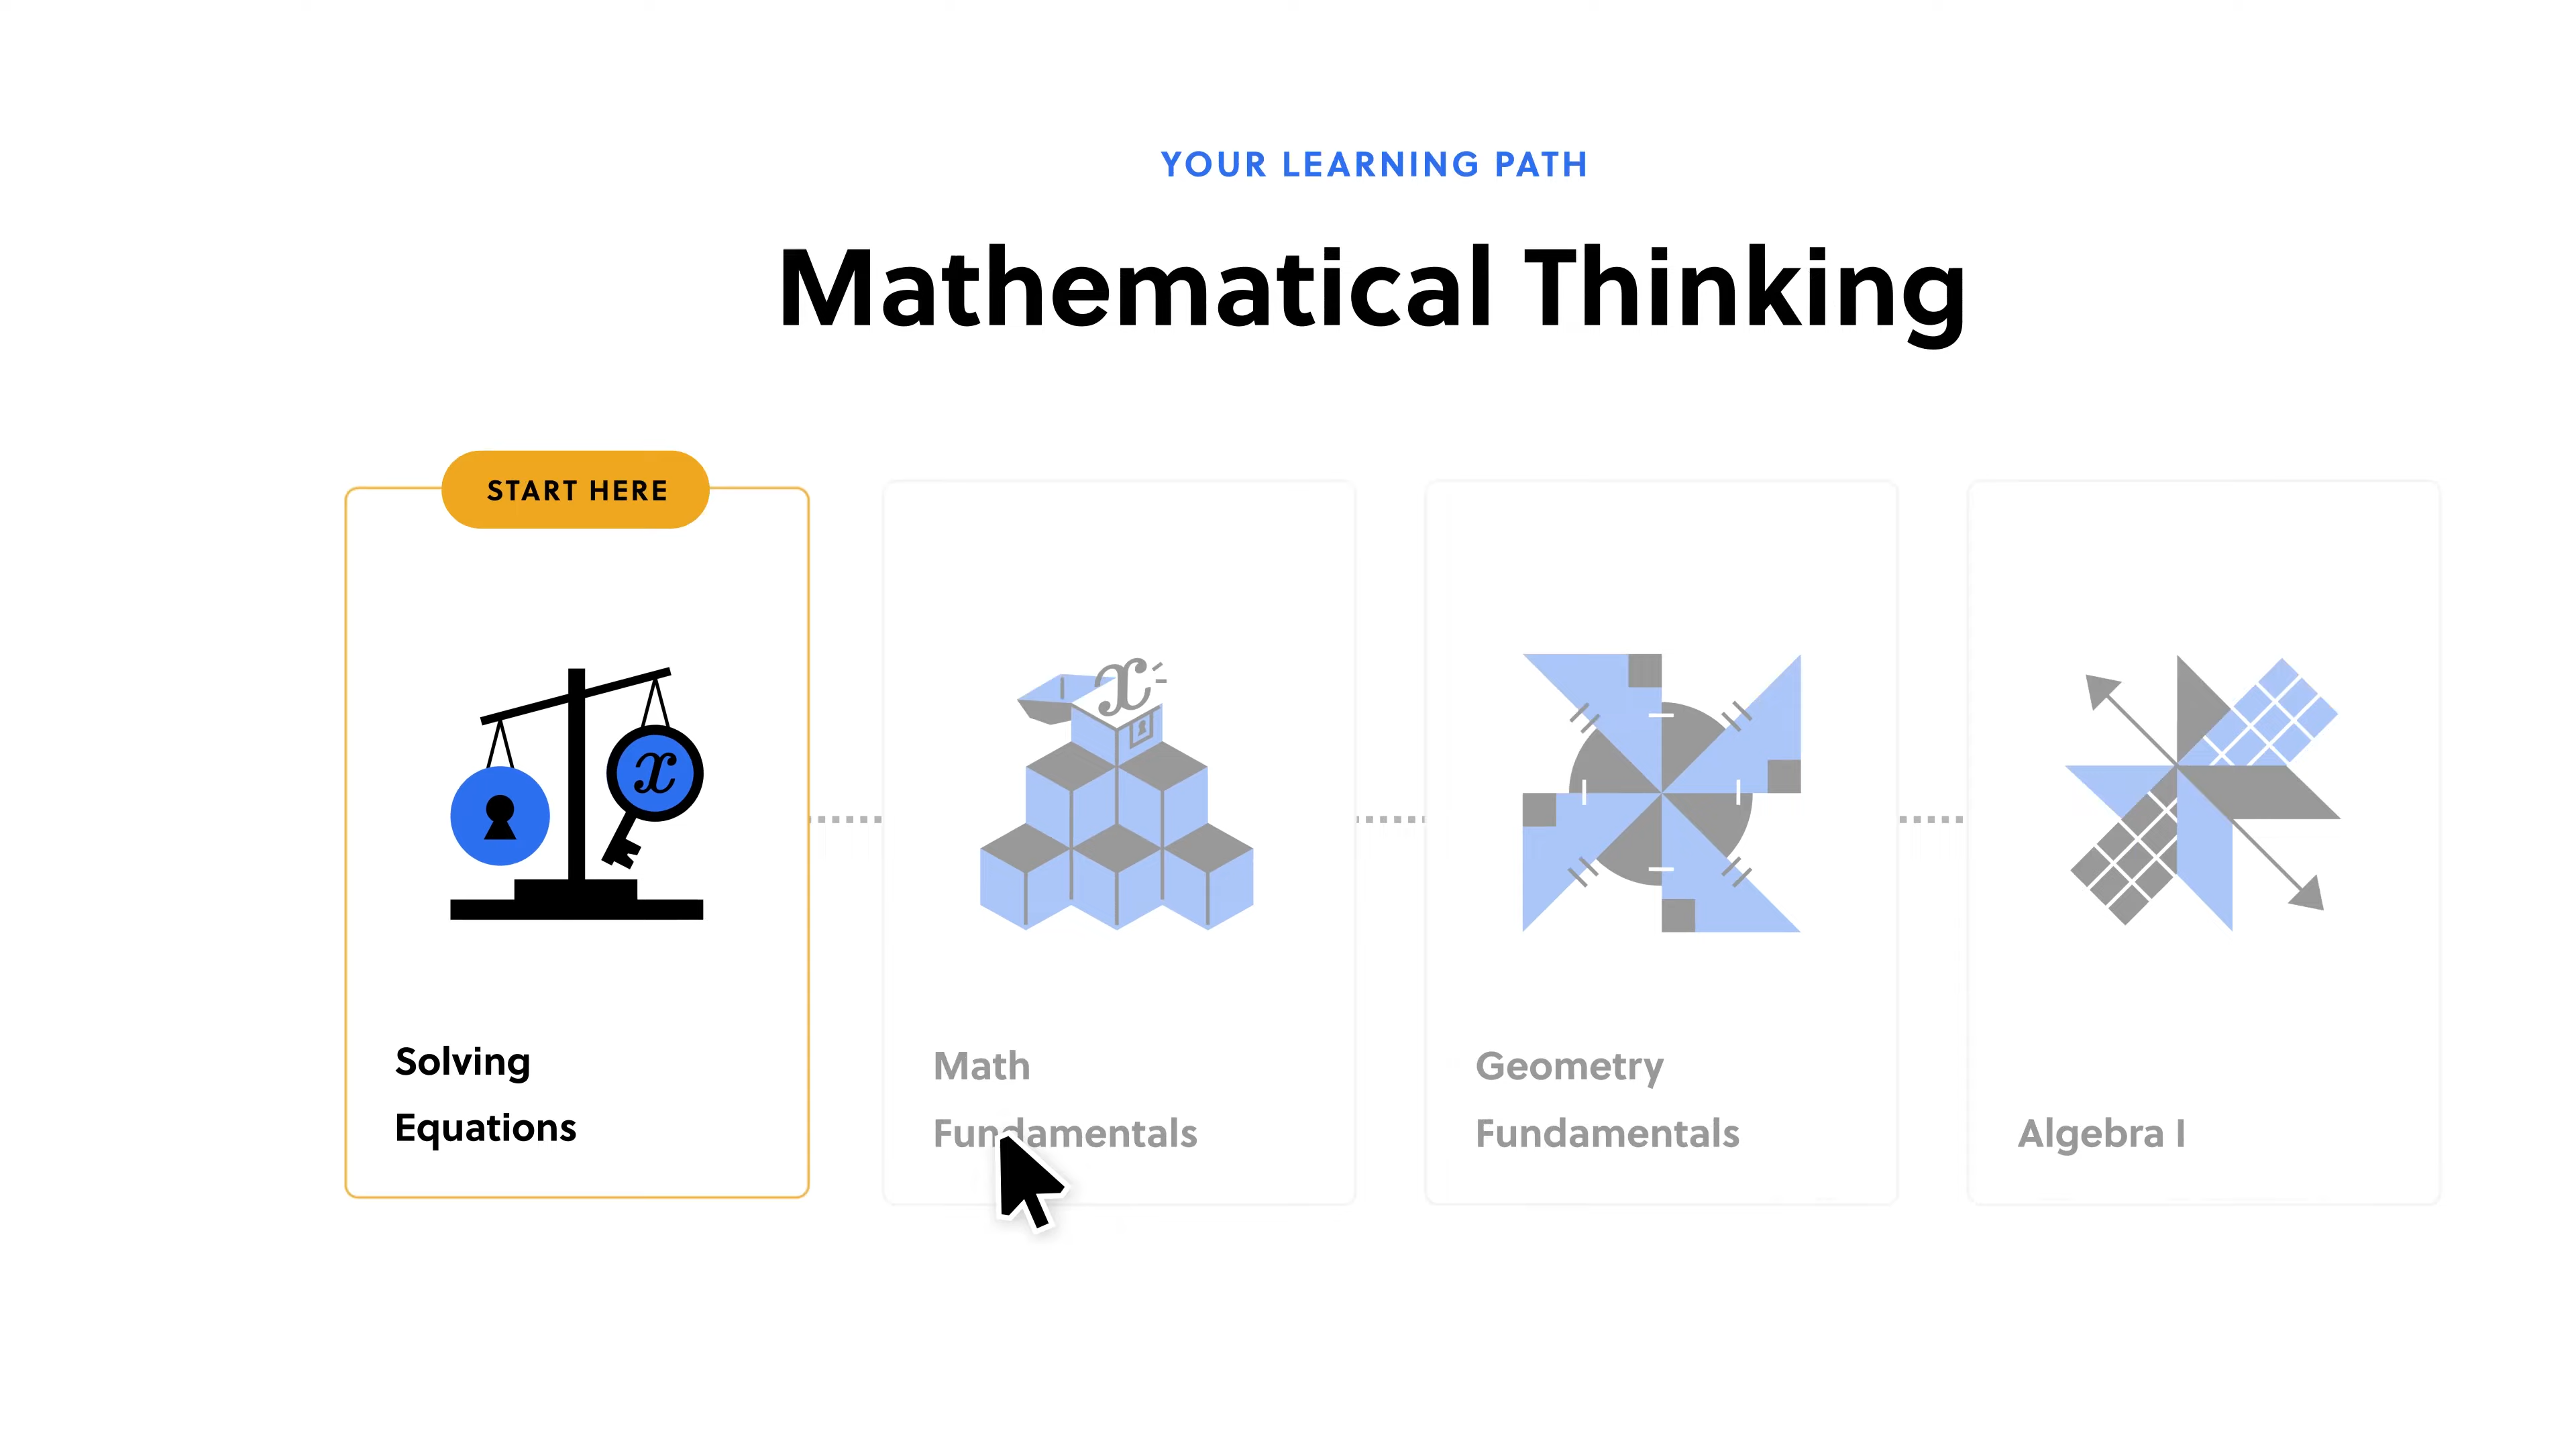 YOUR LEARNING PATH
Mathematical Thinking
START HERE
x
Solving
Equations
x
Math
Fundamentals
Geometry
Fundamentals
Algebra I